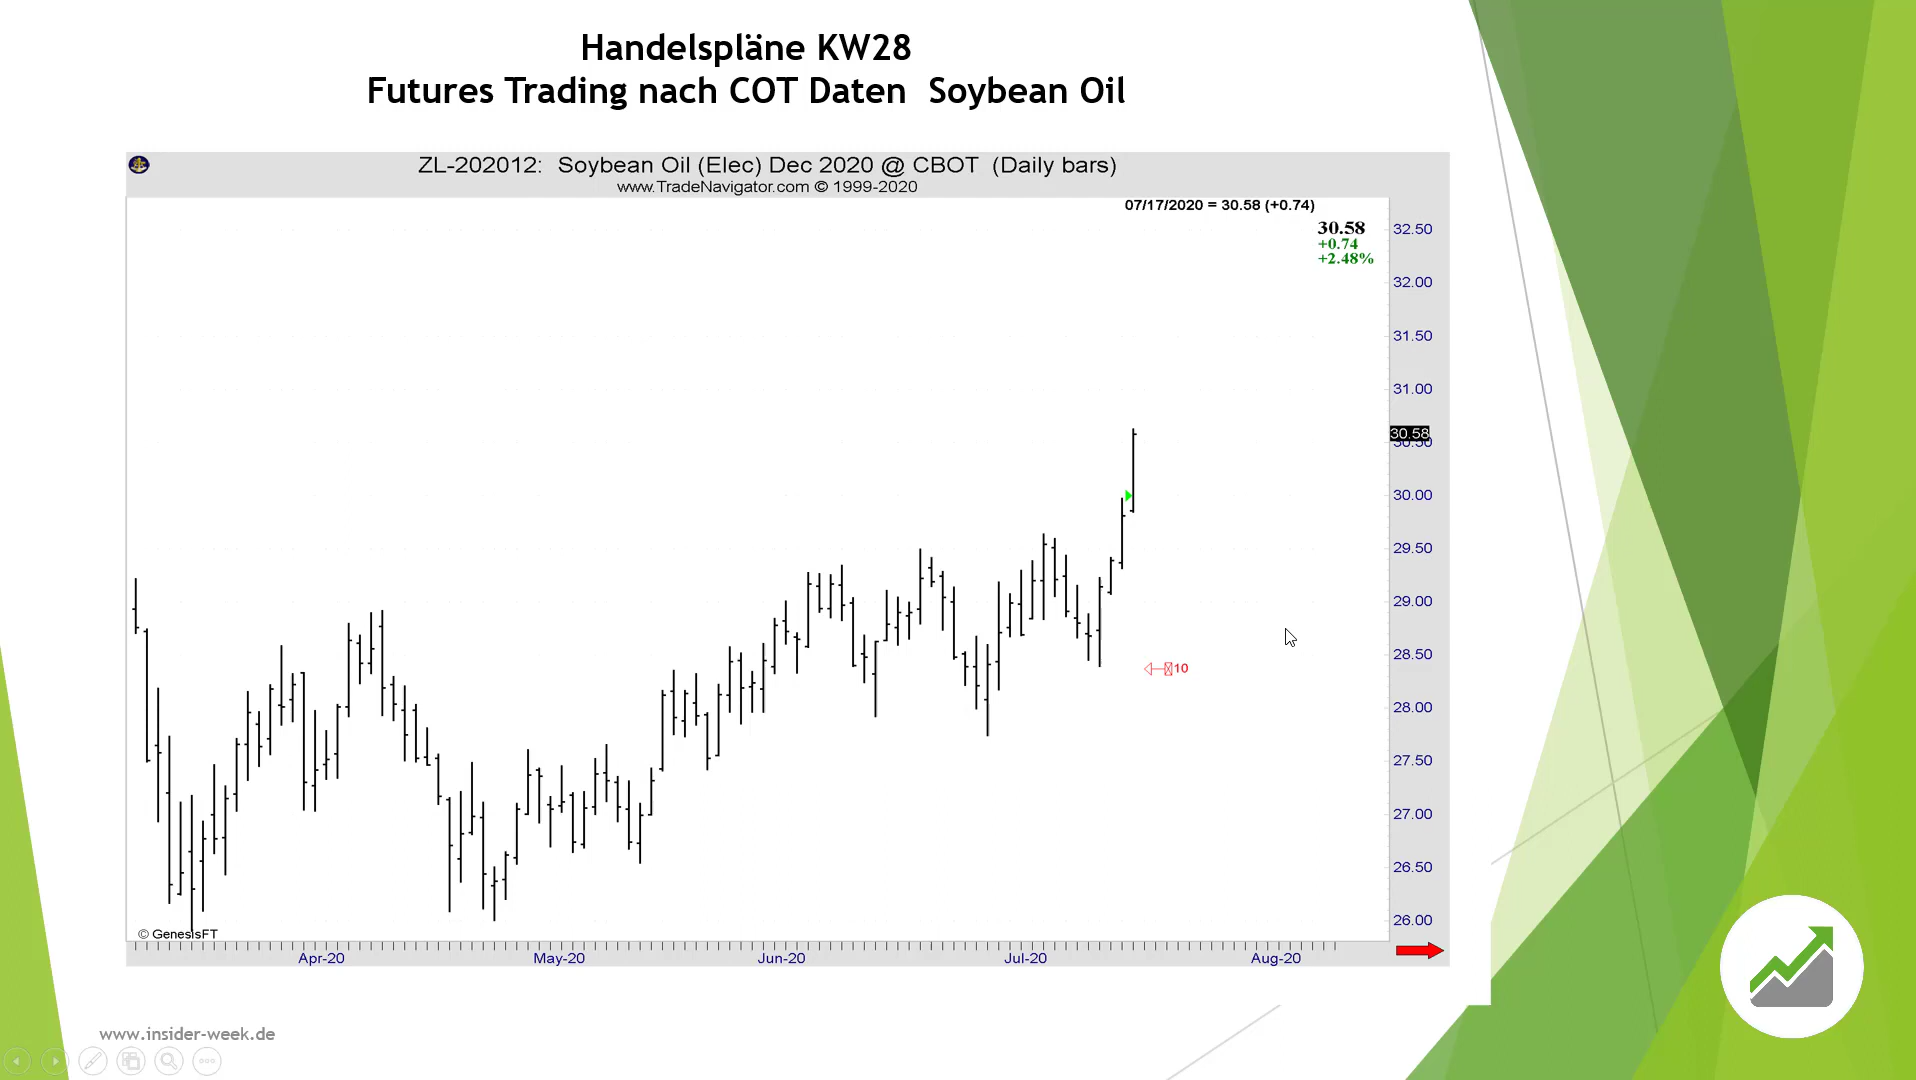 Handelspläne KW28
Futures Trading nach COT Daten  Soybean Oil
ZL-202012:  Soybean Oil (Elec) Dec 2020 @ CBOT  (Daily bars)
www.TradeNavigator.com © 1999-2020
07/17/2020 = 30.58 (+0.74)
30.58
+0.74
+2.48%
32.50
32.00
31.50
31.00
30.58
30.50
30.00
29.50
29.00
28.50
10
28.00
27.50
27.00
26.50
26.00
© GenesisFT
Apr-20
May-20
Jun-20
Jul-20
Aug-20
www.insider-week.de